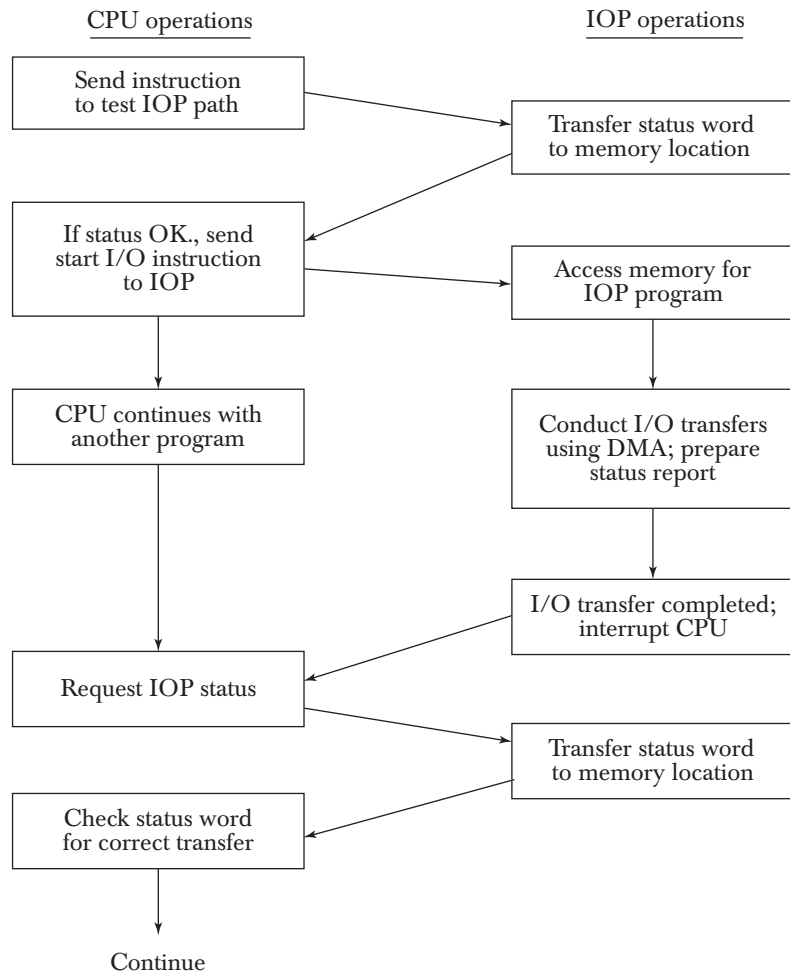 CPU operations
IOP operations
Send instruction
to test IOP path
Transfer status word
to memory location
If status OK., send
start I/O instruction
to IOP
Access memory for
IOP program
CPU continues with
another program
Conduct I/O transfers
using DMA; prepare
status report
I/O transfer completed;
interrupt CPU
Request IOP status
Transfer status word
to memory location
Check status word
for correct transfer
Continue